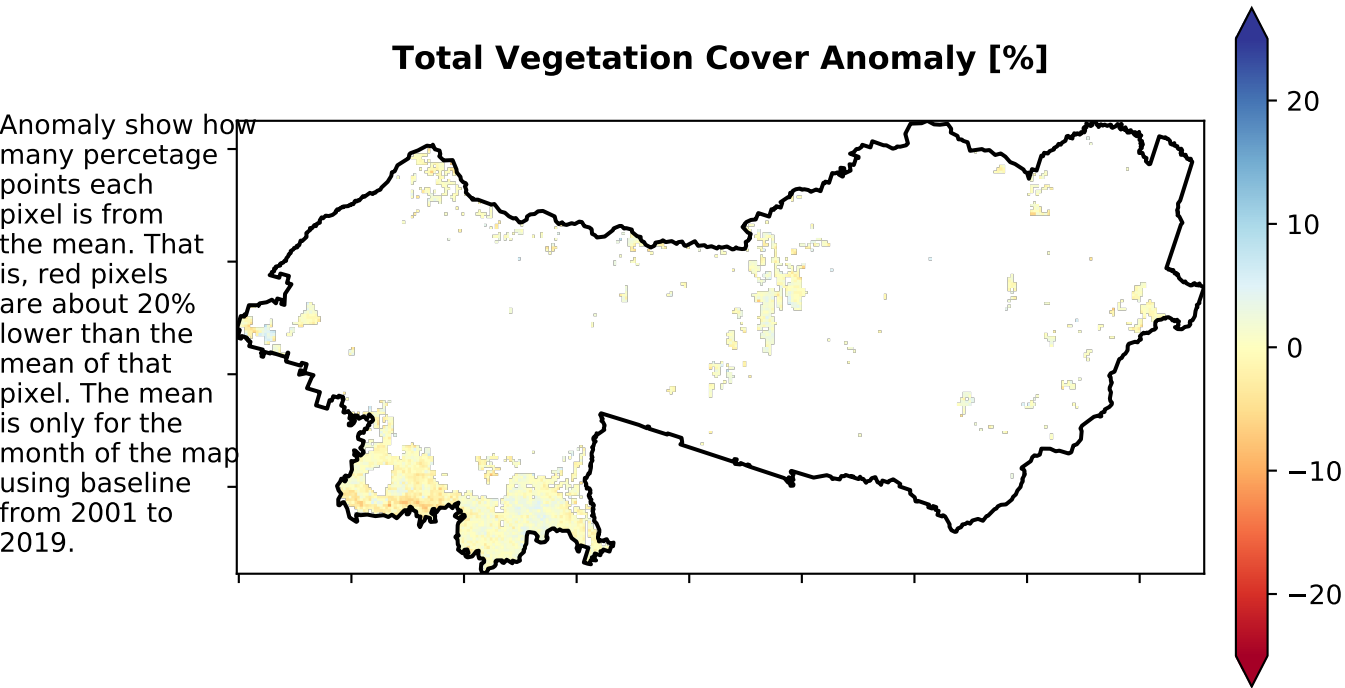 Total Vegetation Cover Anomaly [%]
Anomaly show how
many percetage
points each
pixel is from
the mean. That
is, red pixels
are about 20%
lower than the
mean of that
pixel. The mean
is only for the
month of the map
using baseline
from 2001 to
2019.
20
10
0
−10
−20